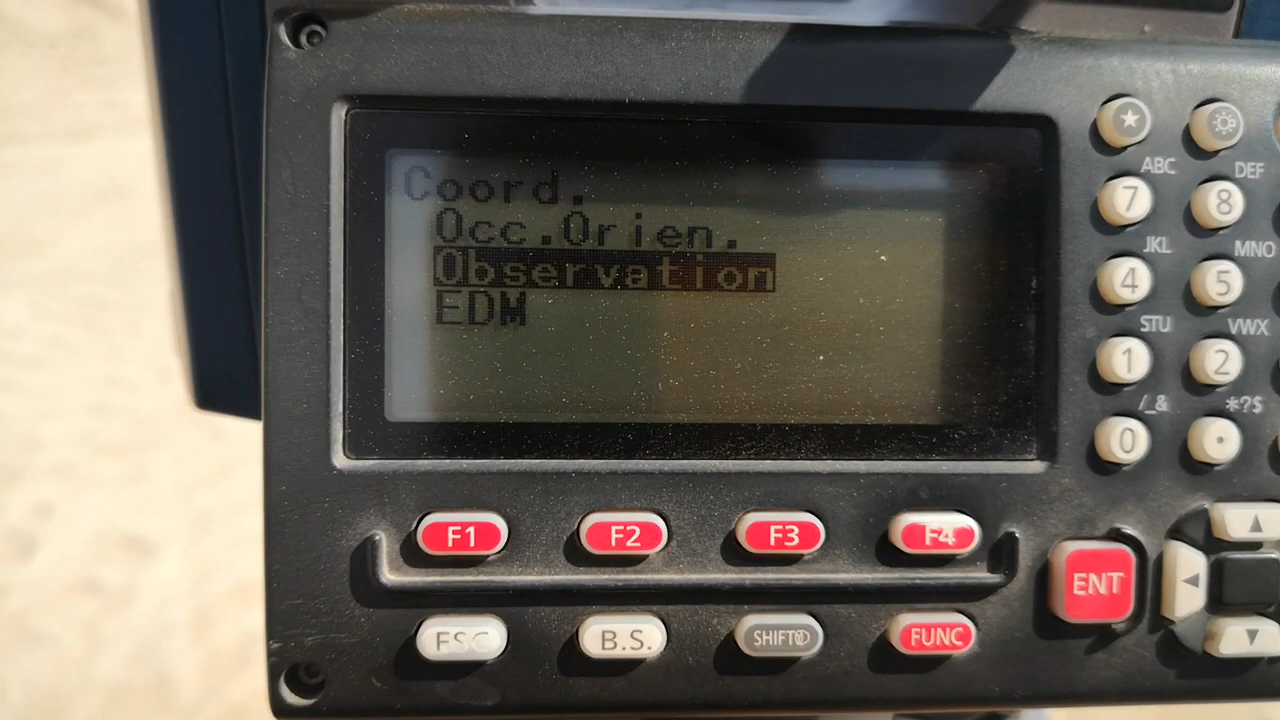 Coord.
Occ.Orien.
Observation
EDM
ABC
DEF
7
8
JKL
MNO
4
5
STU
VWX
1
2
/_&
*?$
0
F1
F2
F3
F4
ENT
ESC
B.S.
SHIFT
FUNC